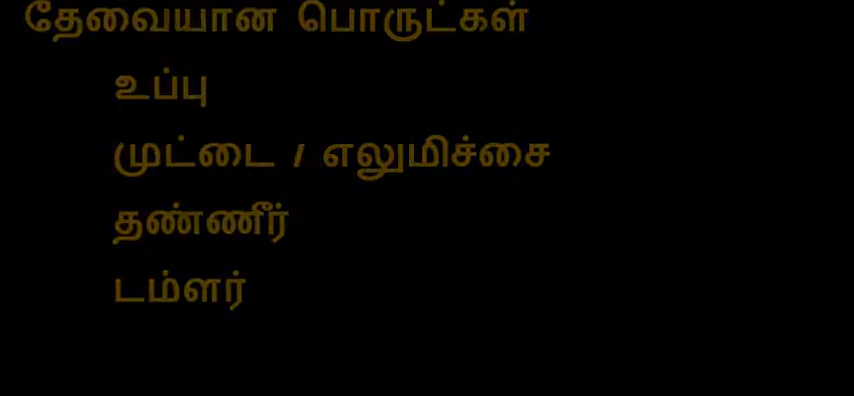 தேவையான பொருட்கள்
உப்பு
முட்டை / எலுமிச்சை
தண்ணீர்
டம்ளர்